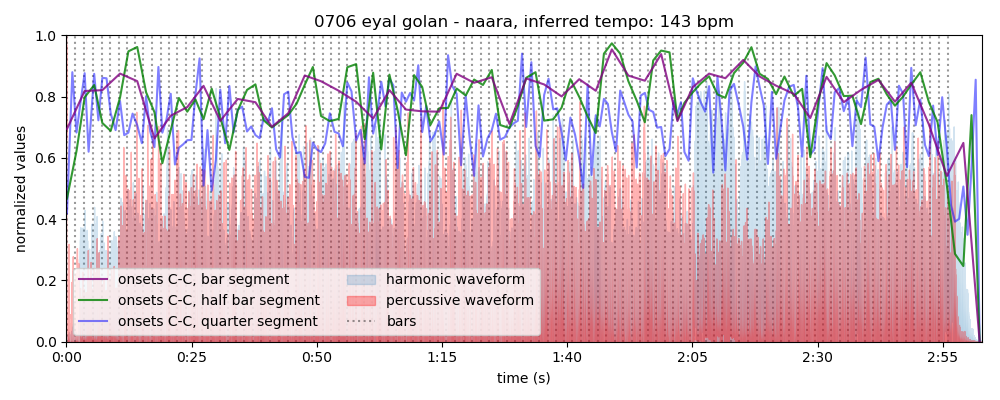 0706 eyal golan - naara, inferred tempo: 143 bpm
normalized values
1.0
0.8
0.6
0.4
0.2
0.0
onsets C-C, bar segment
onsets C-C, half bar segment
onsets C-C, quarter segment
harmonic waveform
percussive waveform
bars
0:00 0:25 0:50 1:15 1:40 2:05 2:30 2:55
time (s)